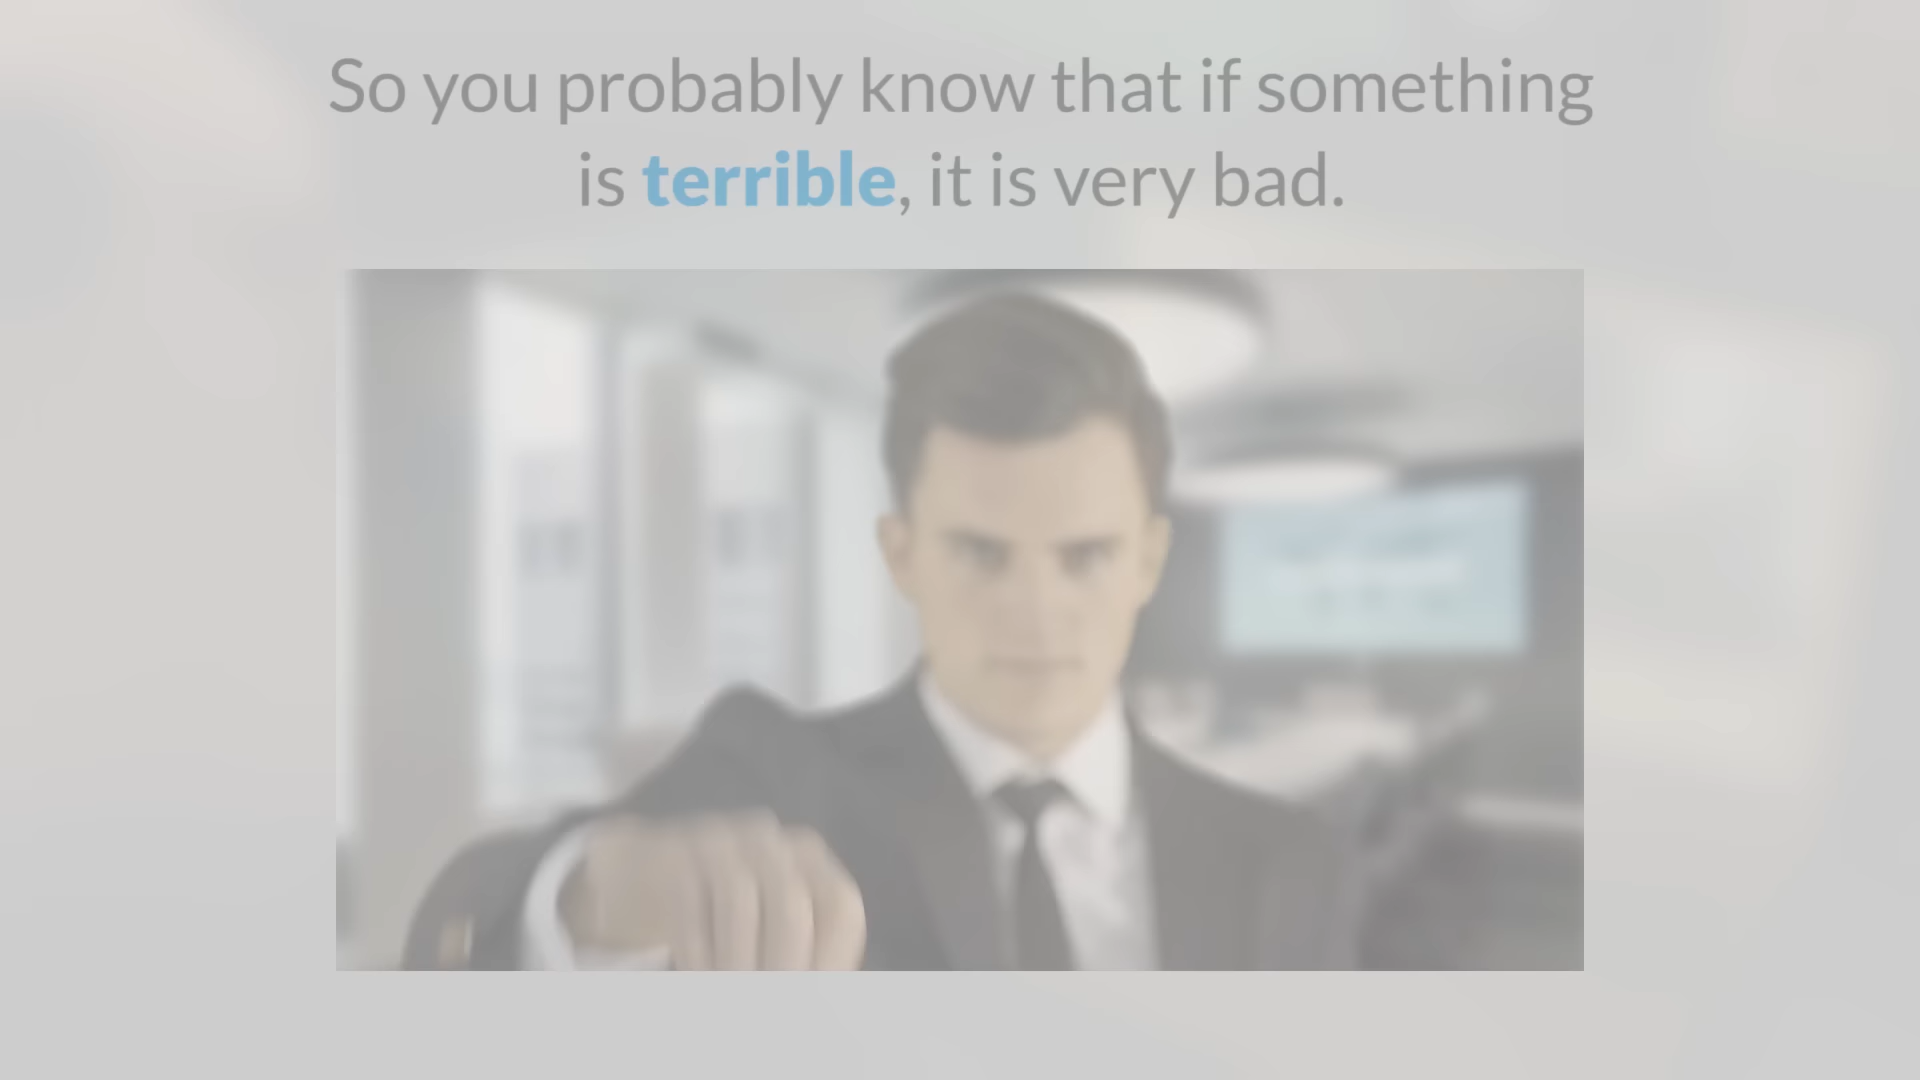 So you probably know that if something
is terrible, it is very bad.